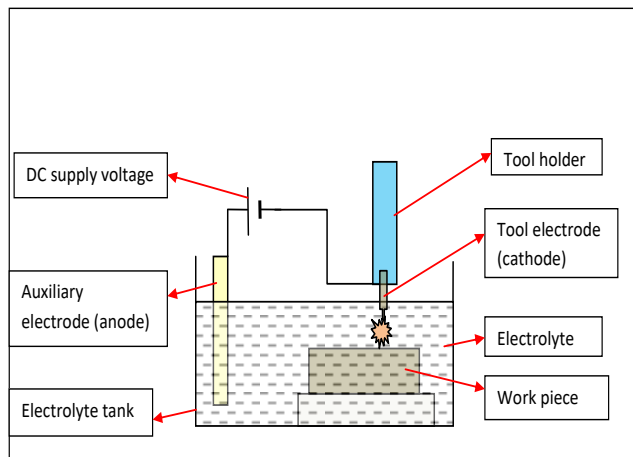 DC supply voltage
Tool holder
Tool electrode
(cathode)
Auxiliary
electrode (anode)
Electrolyte
Work piece
Electrolyte tank